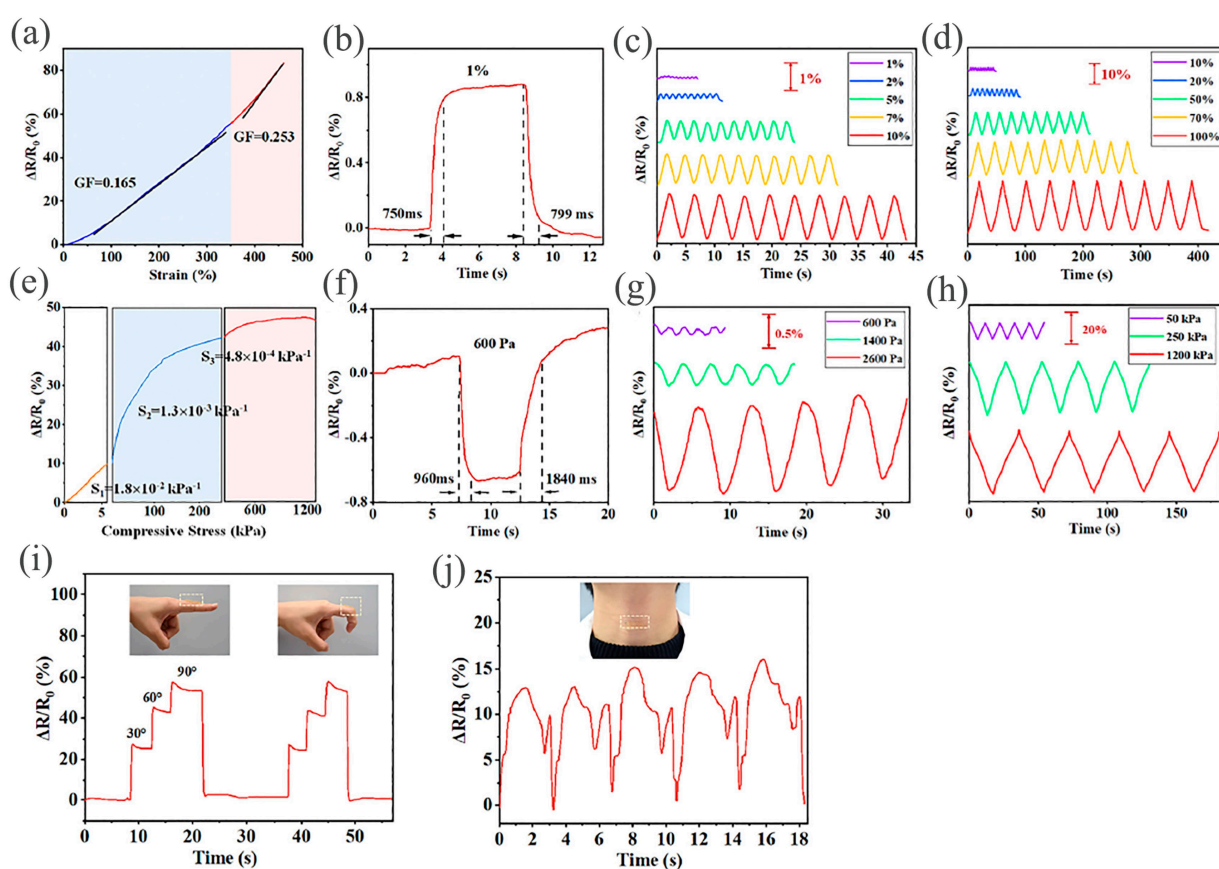 (a)
ΔR/R0 (%)
80
60
40
20
0
GF=0.165
GF=0.253
0 100 200 300 400 500
Strain (%)
(b)
ΔR/R0 (%)
0.8
0.4
0.0
1%
750ms
799 ms
0 2 4 6 8 10 12
Time (s)
(c)
ΔR/R0 (%)
1%
1%
2%
5%
7%
10%
0 5 10 15 20 25 30 35 40 45
Time (s)
(d)
ΔR/R0 (%)
10%
10%
20%
50%
70%
100%
0 100 200 300 400
Time (s)
(e)
ΔR/R0 (%)
50
40
30
20
10
0
S3=4.8×10-4 kPa-1
S2=1.3×10-3 kPa-1
S1=1.8×10-2 kPa-1
0 5 100 200 600 1200
Compressive Stress (kPa)
(f)
ΔR/R0 (%)
0.4
0.0
-0.4
-0.8
600 Pa
960ms
1840 ms
0 5 10 15 20
Time (s)
(g)
ΔR/R0 (%)
0.5%
600 Pa
1400 Pa
2600 Pa
0 10 20 30
Time (s)
(h)
ΔR/R0 (%)
20%
50 kPa
250 kPa
1200 kPa
0 50 100 150
Time (s)
(i)
ΔR/R0 (%)
100
80
60
40
20
0
30°
60°
90°
0 10 20 30 40 50
Time (s)
(j)
ΔR/R0 (%)
25
20
15
10
5
0
0 2 4 6 8 10 12 14 16 18
Time (s)